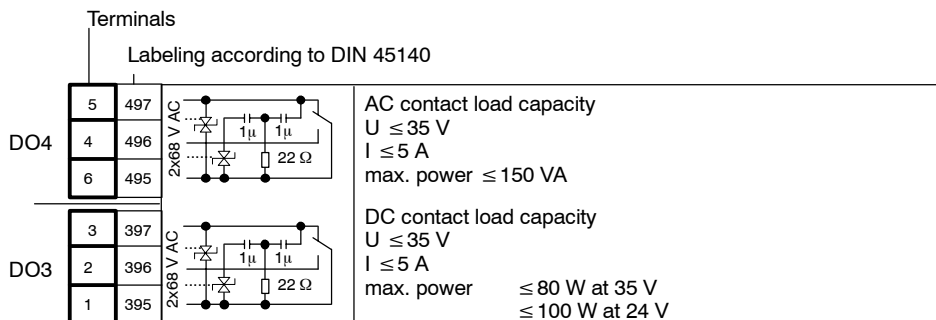 Terminals
Labeling according to DIN 45140
DO4
5 497
4 496
6 495
2x68 V AC
1µ 1µ
22 Ω
AC contact load capacity
U ≤ 35 V
I ≤ 5 A
max. power ≤ 150 VA
DO3
3 397
2 396
1 395
2x68 V AC
1µ 1µ
22 Ω
DC contact load capacity
U ≤ 35 V
I ≤ 5 A
max. power ≤ 80 W at 35 V
≤ 100 W at 24 V